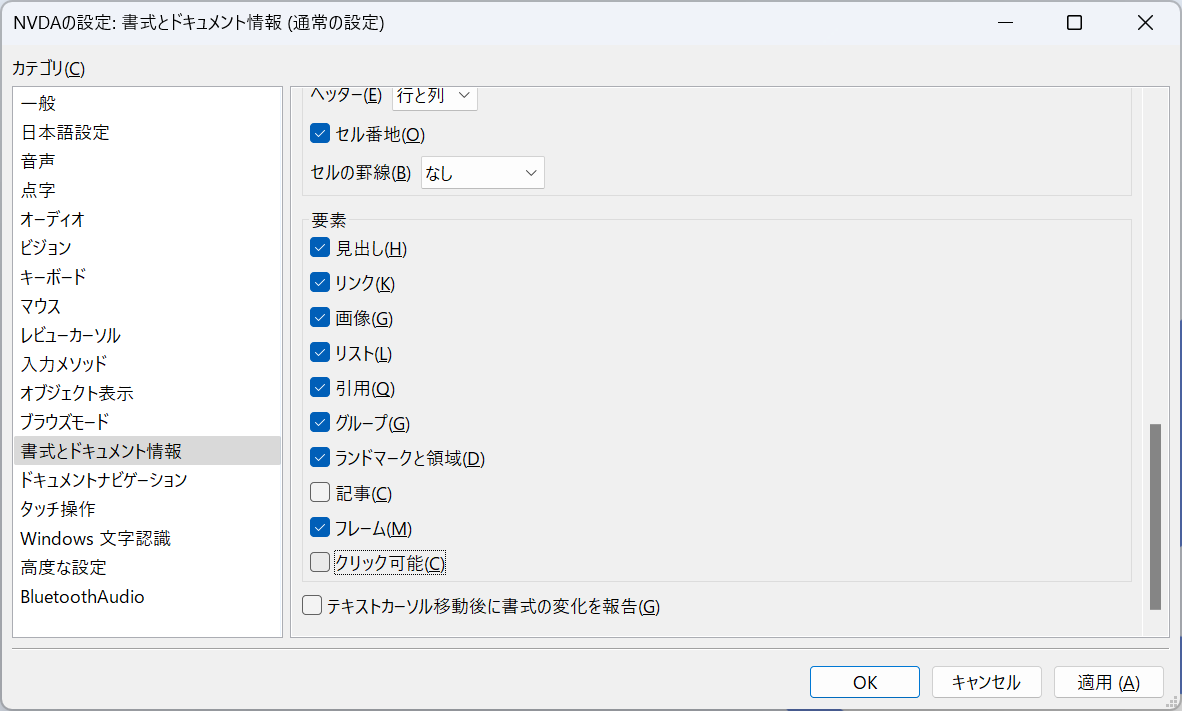 NVDAの設定: 書式とドキュメント情報 (通常の設定)
カテゴリ(C)
一般
日本語設定
音声
点字
オーディオ
ビジョン
キーボード
マウス
レビューカーソル
入力メソッド
オブジェクト表示
ブラウズモード
書式とドキュメント情報
ドキュメントナビゲーション
タッチ操作
Windows 文字認識
高度な設定
BluetoothAudio
ヘッダー(E) 行と列
セル番地(O)
セルの罫線(B) なし
要素
見出し(H)
リンク(K)
画像(G)
リスト(L)
引用(Q)
グループ(G)
ランドマークと領域(D)
記事(C)
フレーム(M)
クリック可能(C)
テキストカーソル移動後に書式の変化を報告(G)
OK キャンセル 適用 (A)